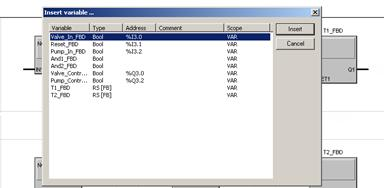 Insert variable ...
T1_FBD
Variable Type Address Comment Scope
Insert
Valve_In_FBD Bool %I3.0 VAR
Reset_FBD Bool %I3.1 VAR
Cancel
Pump_In_FBD Bool %I3.2 VAR
And1_FBD Bool VAR
And2_FBD Bool VAR
Valve_Contr... Bool %Q3.0 VAR
Q1
Pump_Contr... Bool %Q3.2 VAR
ET1
T1_FBD RS [FB] VAR
T2_FBD RS [FB] VAR
T2_FBD